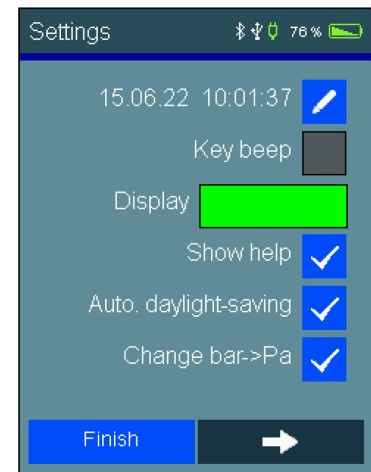 Settings 76%
15.06.22 10:01:37
Key beep
Display
Show help
Auto. daylight-saving
Change bar->Pa
Finish